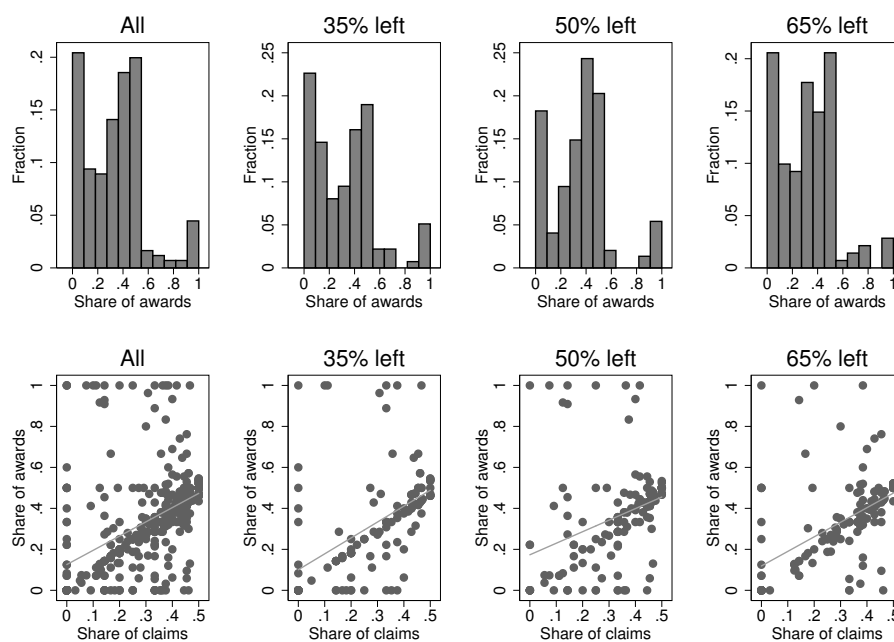 All 35% left 50% left 65% left
Fraction 0 .05 .1 .15 .2
0 .2 .4 .6 .8 1
Share of awards
Fraction 0 .05 .1 .15 .2 .25
0 .2 .4 .6 .8 1
Share of awards
Fraction 0 .05 .1 .15 .2 .25
0 .2 .4 .6 .8 1
Share of awards
Fraction 0 .05 .1 .15 .2
0 .2 .4 .6 .8 1
Share of awards
All 35% left 50% left 65% left
Share of awards 0 .2 .4 .6 .8 1
0 .1 .2 .3 .4 .5
Share of claims
Share of awards 0 .2 .4 .6 .8 1
0 .1 .2 .3 .4 .5
Share of claims
Share of awards 0 .2 .4 .6 .8 1
0 .1 .2 .3 .4 .5
Share of claims
Share of awards 0 .2 .4 .6 .8 1
0 .1 .2 .3 .4 .5
Share of claims